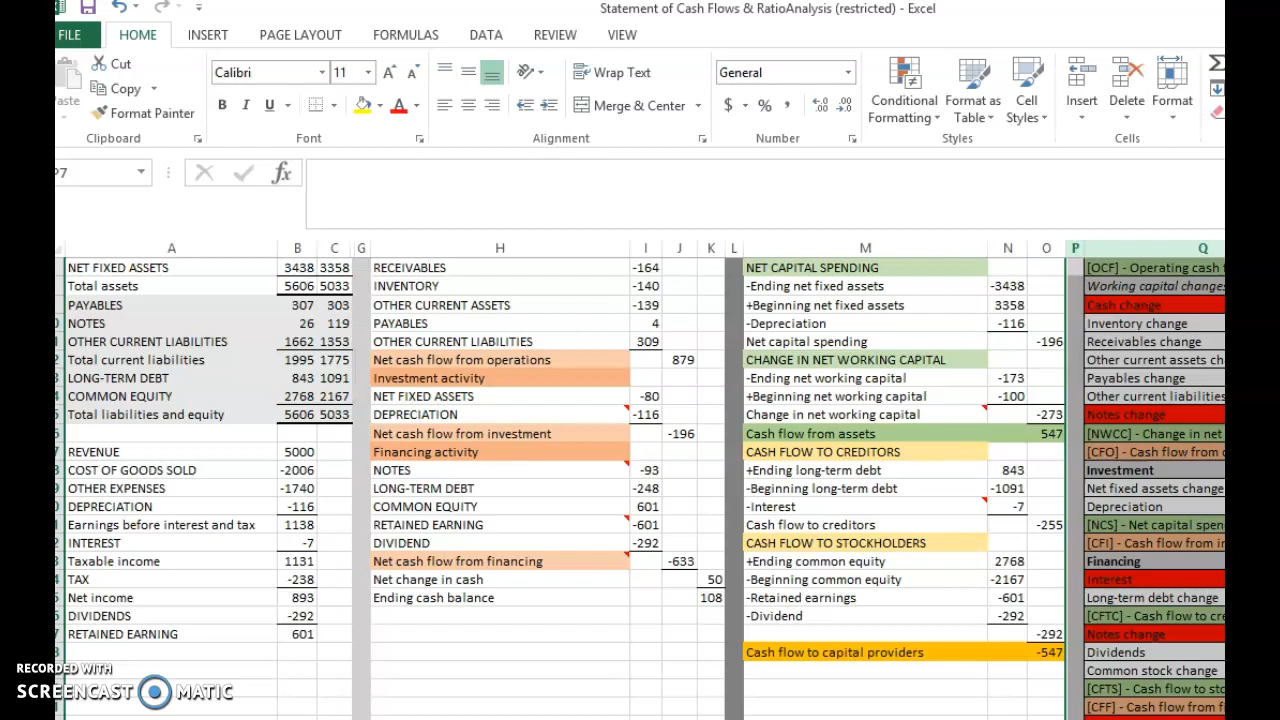 Statement of Cash Flows & RatioAnalysis (restricted) - Excel
FILE HOME INSERT PAGE LAYOUT FORMULAS DATA REVIEW VIEW
Cut
Copy
Format Painter
Calibri 11
Wrap Text
Merge & Center
General
$ % ,
Conditional Formatting
Format as Table
Cell Styles
Insert Delete Format
Clipboard Font Alignment Number Styles Cells
P7 fx
A B C G H I J K L M N O P Q
NET FIXED ASSETS 3438 3358 RECEIVABLES -164 NET CAPITAL SPENDING [OCF] - Operating cash
Total assets 5606 5033 INVENTORY -140 -Ending net fixed assets -3438 Working capital changes
PAYABLES 307 303 OTHER CURRENT ASSETS -139 +Beginning net fixed assets 3358 Cash change
NOTES 26 119 PAYABLES 4 -Depreciation -116 Inventory change
OTHER CURRENT LIABILITIES 1662 1353 OTHER CURRENT LIABILITIES 309 Net capital spending -196 Receivables change
Total current liabilities 1995 1775 Net cash flow from operations 879 CHANGE IN NET WORKING CAPITAL Other current assets ch
LONG-TERM DEBT 843 1091 Investment activity -Ending net working capital -173 Payables change
COMMON EQUITY 2768 2167 NET FIXED ASSETS -80 +Beginning net working capital -100 Other current liabilities
Total liabilities and equity 5606 5033 DEPRECIATION -116 Change in net working capital -273 Notes change
Net cash flow from investment -196 Cash flow from assets 547 [NWCC] - Change in net
REVENUE 5000 Financing activity CASH FLOW TO CREDITORS [CFO] - Cash flow from
COST OF GOODS SOLD -2006 NOTES -93 +Ending long-term debt 843 Investment
OTHER EXPENSES -1740 LONG-TERM DEBT -248 -Beginning long-term debt -1091 Net fixed assets change
DEPRECIATION -116 COMMON EQUITY 601 -Interest -7 Depreciation
Earnings before interest and tax 1138 RETAINED EARNING -601 Cash flow to creditors -255 [NCS] - Net capital spen
INTEREST -7 DIVIDEND -292 CASH FLOW TO STOCKHOLDERS [CFI] - Cash flow from
Taxable income 1131 Net cash flow from financing -633 +Ending common equity 2768 Financing
TAX -238 Net change in cash 50 -Beginning common equity -2167 Interest
Net income 893 Ending cash balance 108 -Retained earnings -601 Long-term debt change
DIVIDENDS -292 -Dividend -292 [CFTC] - Cash flow to cre
RETAINED EARNING 601 -292 Notes change
Cash flow to capital providers -547 Dividends
Common stock change
[CFTS] - Cash flow to sto
[CFF] - Cash flow from f
RECORDED WITH
SCREENCAST MATIC